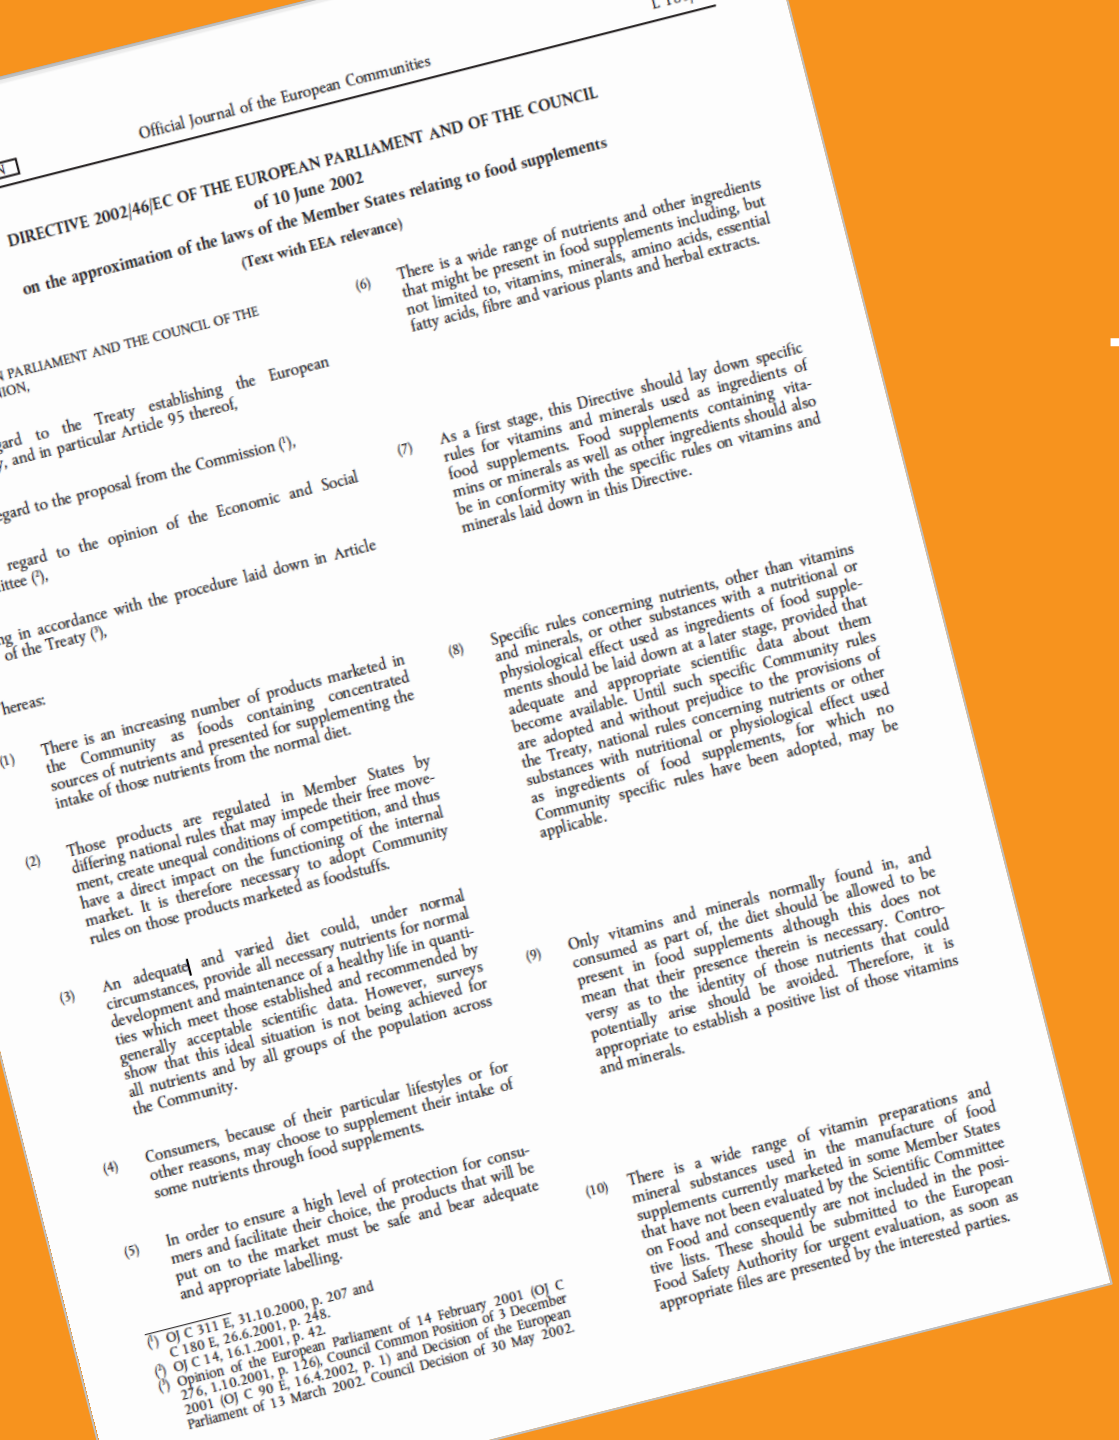 Official Journal of the European Communities
DIRECTIVE 2002/46/EC OF THE EUROPEAN PARLIAMENT AND OF THE COUNCIL
of 10 June 2002
on the approximation of the laws of the Member States relating to food supplements
(Text with EEA relevance)
PARLIAMENT AND THE COUNCIL OF THE
to the Treaty establishing the European
and in particular Article 95 thereof,
to the proposal from the Commission (¹),
regard to the opinion of the Economic and Social
(²),
in accordance with the procedure laid down in Article
of the Treaty (³),
(1) There is an increasing number of products marketed in
the Community as foods containing concentrated
sources of nutrients and presented for supplementing the
intake of those nutrients from the normal diet.
(2) Those products are regulated in Member States by
differing national rules that may impede their free move-
ment, create unequal conditions of competition, and thus
have a direct impact on the functioning of the internal
market. It is therefore necessary to adopt Community
rules on those products marketed as foodstuffs.
(3) An adequate and varied diet could, under normal
circumstances, provide all necessary nutrients for normal
development and maintenance of a healthy life in quanti-
ties which meet those established and recommended by
generally acceptable scientific data. However, surveys
show that this ideal situation is not being achieved for
all nutrients and by all groups of the population across
the Community.
(4) Consumers, because of their particular lifestyles or for
other reasons, may choose to supplement their intake of
some nutrients through food supplements.
(5) In order to ensure a high level of protection for consu-
mers and facilitate their choice, the products that will be
put on to the market must be safe and bear adequate
and appropriate labelling.
(¹) OJ C 311 E, 31.10.2000, p. 207 and
C 180 E, 26.6.2001, p. 248.
(²) OJ C 14, 16.1.2001, p. 42.
(³) Opinion of the European Parliament of 14 February 2001 (OJ C
276, 1.10.2001, p. 126), Council Common Position of 3 December
2001 (OJ C 90 E, 16.4.2002, p. 1) and Decision of the European
Parliament of 13 March 2002. Council Decision of 30 May 2002.
(6) There is a wide range of nutrients and other ingredients
that might be present in food supplements including, but
not limited to, vitamins, minerals, amino acids, essential
fatty acids, fibre and various plants and herbal extracts.
(7) As a first stage, this Directive should lay down specific
rules for vitamins and minerals used as ingredients of
food supplements. Food supplements containing vita-
mins or minerals as well as other ingredients should also
be in conformity with the specific rules on vitamins and
minerals laid down in this Directive.
(8) Specific rules concerning nutrients, other than vitamins
and minerals, or other substances with a nutritional or
physiological effect used as ingredients of food supple-
ments should be laid down at a later stage, provided that
adequate and appropriate scientific data about them
become available. Until such specific Community rules
are adopted and without prejudice to the provisions of
the Treaty, national rules concerning nutrients or other
substances with nutritional or physiological effect used
as ingredients of food supplements, for which no
Community specific rules have been adopted, may be
applicable.
(9) Only vitamins and minerals normally found in, and
consumed as part of, the diet should be allowed to be
present in food supplements although this does not
mean that their presence therein is necessary. Contro-
versy as to the identity of those nutrients that could
potentially arise should be avoided. Therefore, it is
appropriate to establish a positive list of those vitamins
and minerals.
(10) There is a wide range of vitamin preparations and
mineral substances used in the manufacture of food
supplements currently marketed in some Member States
that have not been evaluated by the Scientific Committee
on Food and consequently are not included in the posi-
tive lists. These should be submitted to the European
Food Safety Authority for urgent evaluation, as soon as
appropriate files are presented by the interested parties.